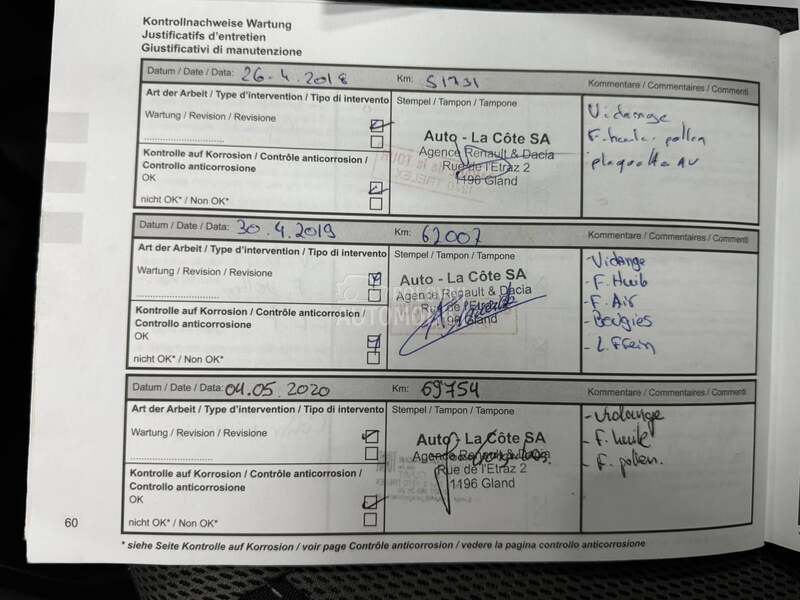 Kontrollnachweise Wartung
Justificatifs d'entretien
Giustificativi di manutenzione
Datum / Date / Data: 26-4.2018 Km: 51731 Kommentare / Commentaires / Commenti
Art der Arbeit / Type d'intervention / Tipo di intervento Stempel / Tampon / Tampone
Wartung / Revision / Revisione
Auto - La Côte SA
Agence Renault & Dacia
Rue de l'Etraz 2
1196 Gland
Kontrolle auf Korrosion / Contrôle anticorrosion /
Controllo anticorrosione
OK
nicht OK* / Non OK*
Vidange
F. huile pollen
plaquette AV
Datum / Date / Data: 30.4.2019 Km: 62007 Kommentare / Commentaires / Commenti
Art der Arbeit / Type d'intervention / Tipo di intervento Stempel / Tampon / Tampone
Wartung / Revision / Revisione
Auto - La Côte SA
Agence Renault & Dacia
Rue de l'Etraz 2
1196 Gland
Kontrolle auf Korrosion / Contrôle anticorrosion /
Controllo anticorrosione
OK
nicht OK* / Non OK*
- Vidange
- F. Huile
- F. Air
- Bougies
- L. Frein
Datum / Date / Data: 04.05.2020 Km: 69754 Kommentare / Commentaires / Commenti
Art der Arbeit / Type d'intervention / Tipo di intervento Stempel / Tampon / Tampone
Wartung / Revision / Revisione
Auto - La Côte SA
Agence Renault & Dacia
Rue de l'Etraz 2
1196 Gland
Kontrolle auf Korrosion / Contrôle anticorrosion /
Controllo anticorrosione
OK
nicht OK* / Non OK*
- vidange
- F. huile
- F. pollen.
60
* siehe Seite Kontrolle auf Korrosion / voir page Contrôle anticorrosion / vedere la pagina controllo anticorrosione